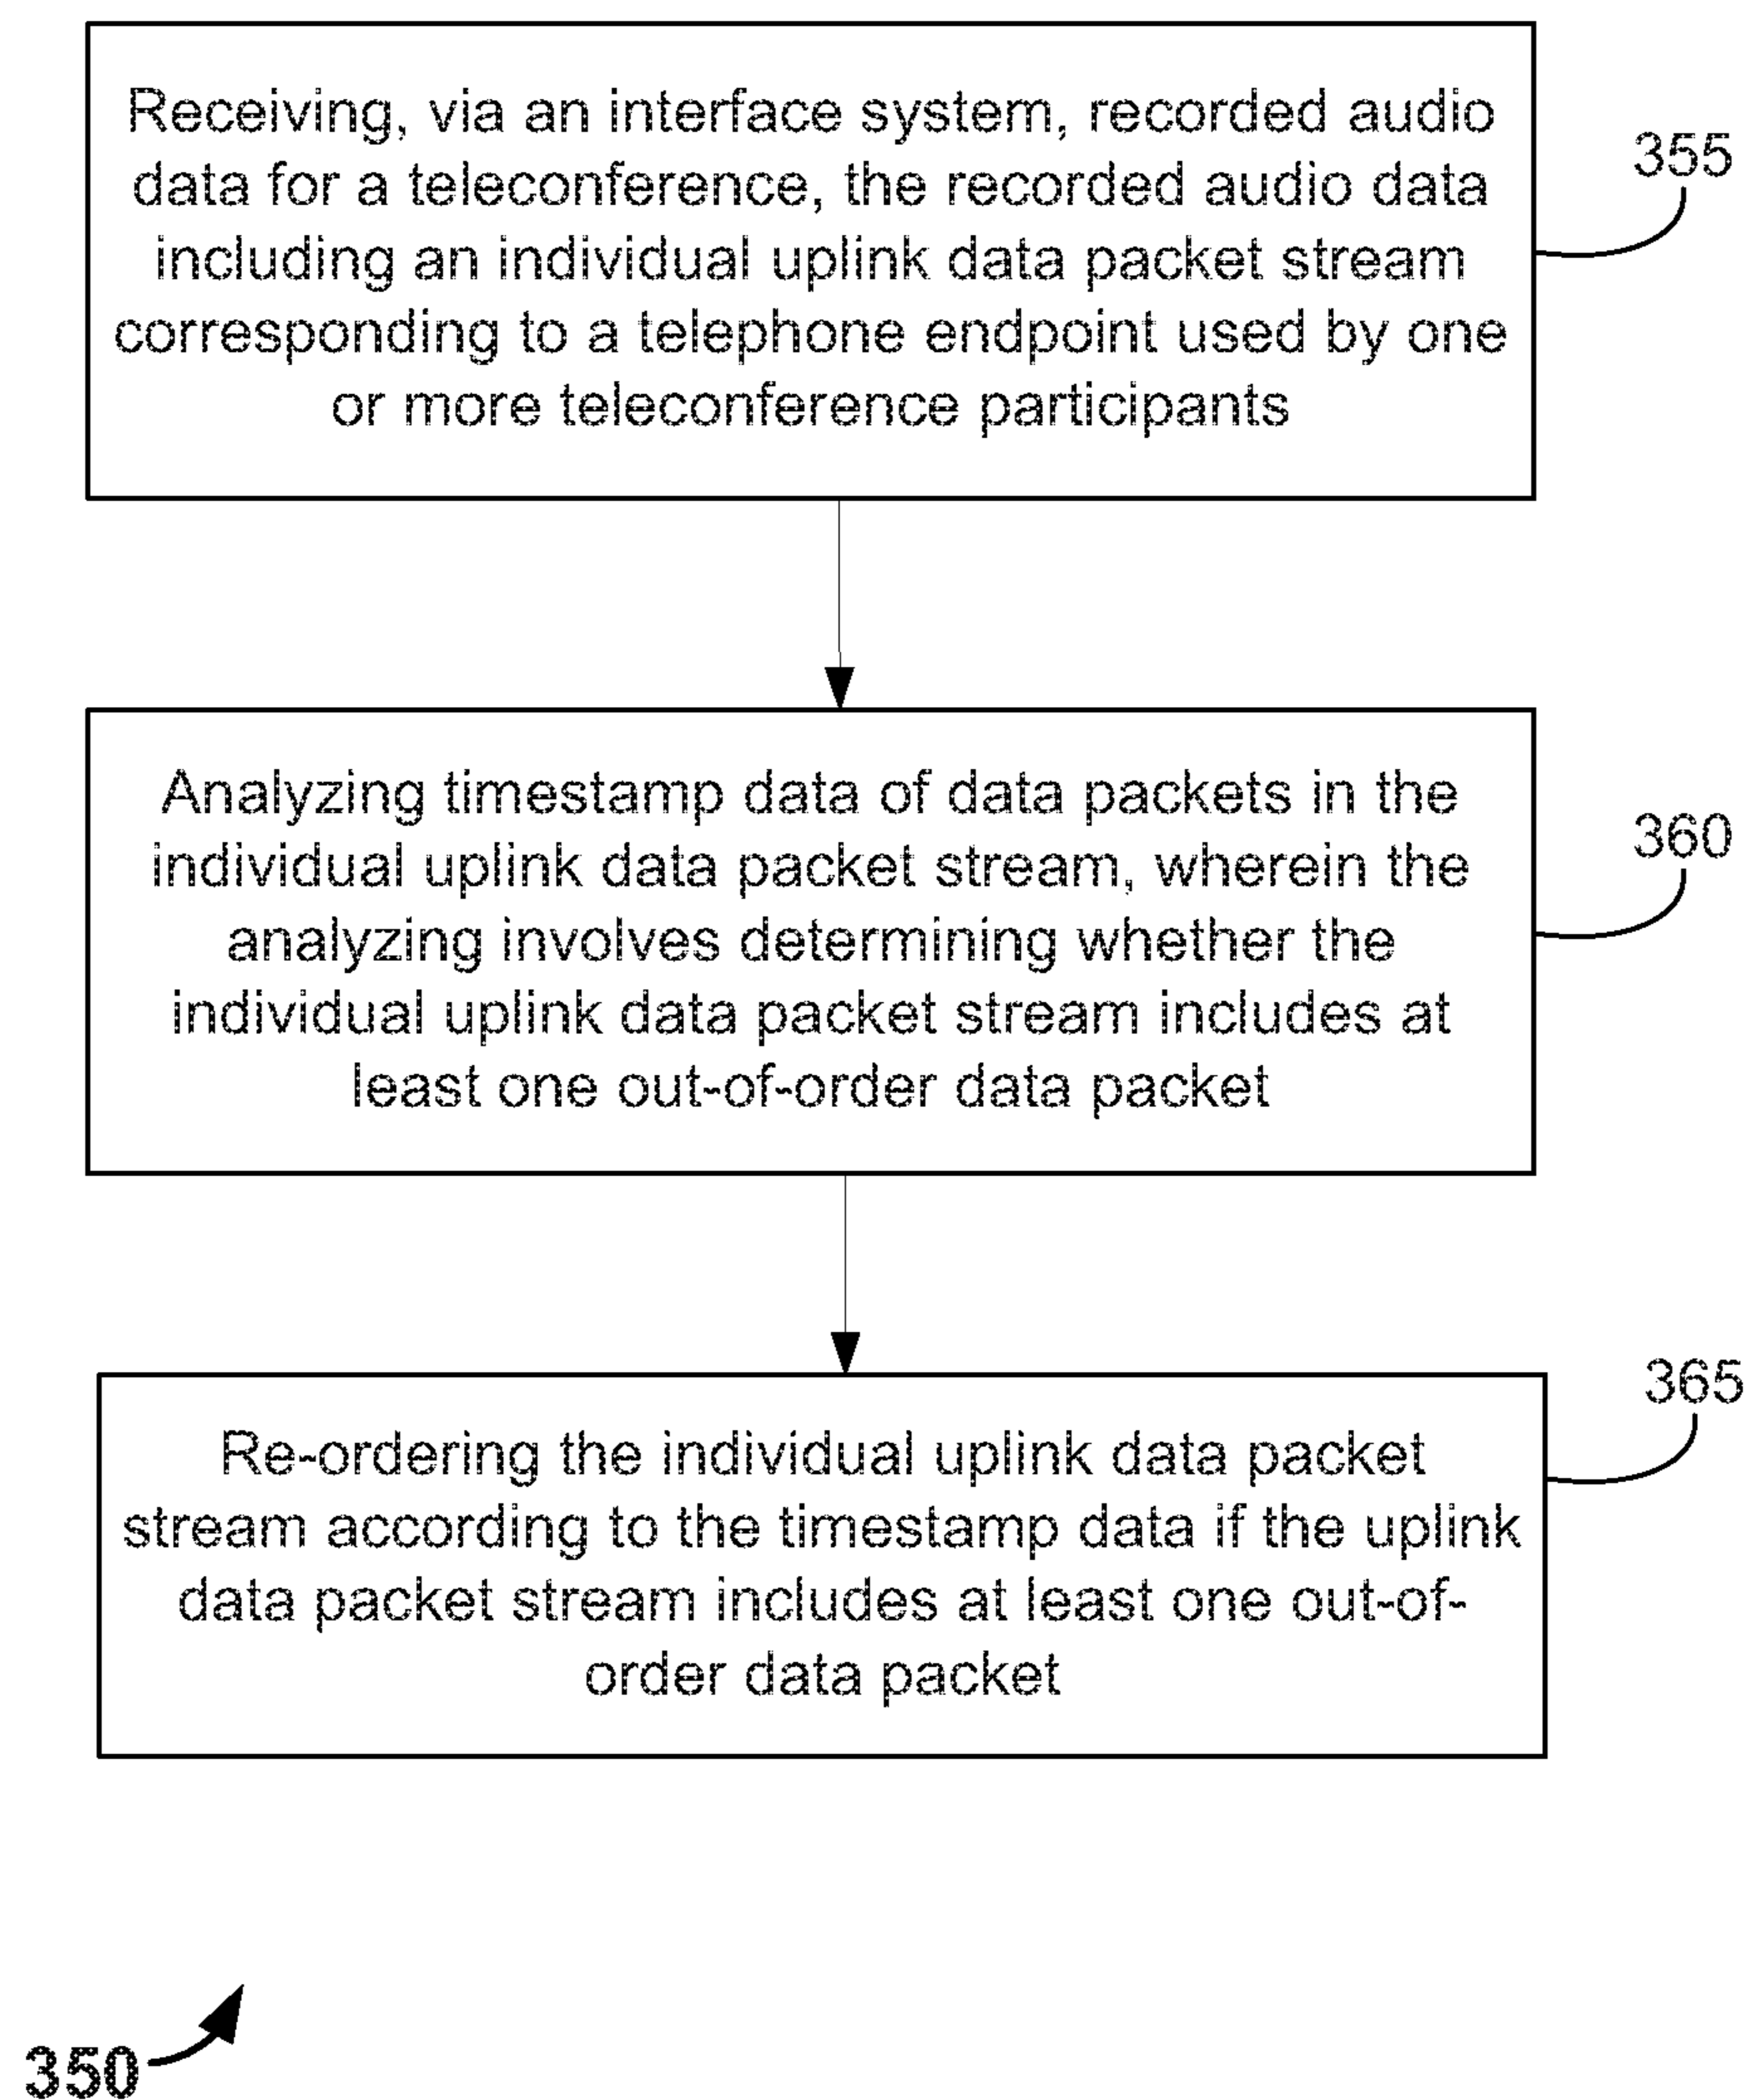 Receiving, via an interface system, recorded audio
data for a teleconference, the recorded audio data
including an individual uplink data packet stream
corresponding to a telephone endpoint used by one
or more teleconference participants
355
Analyzing timestamp data of data packets in the
individual uplink data packet stream, wherein the
analyzing involves determining whether the
individual uplink data packet stream includes at
least one out-of-order data packet
360
Re-ordering the individual uplink data packet
stream according to the timestamp data if the uplink
data packet stream includes at least one out-of-
order data packet
365
350